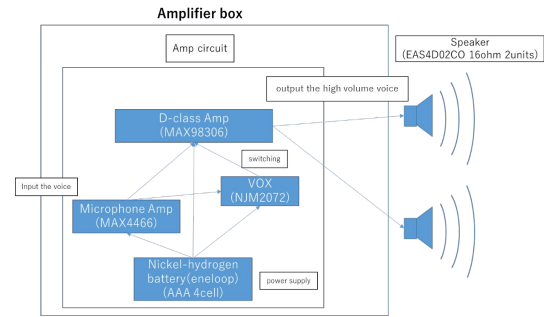 Amplifier box
Amp circuit
Speaker
(EAS4D02CO 16ohm 2units)
output the high volume voice
D-class Amp
(MAX98306)
switching
Input the voice
VOX
(NJM2072)
Microphone Amp
(MAX4466)
Nickel-hydrogen
battery(eneloop)
(AAA 4cell)
power supply